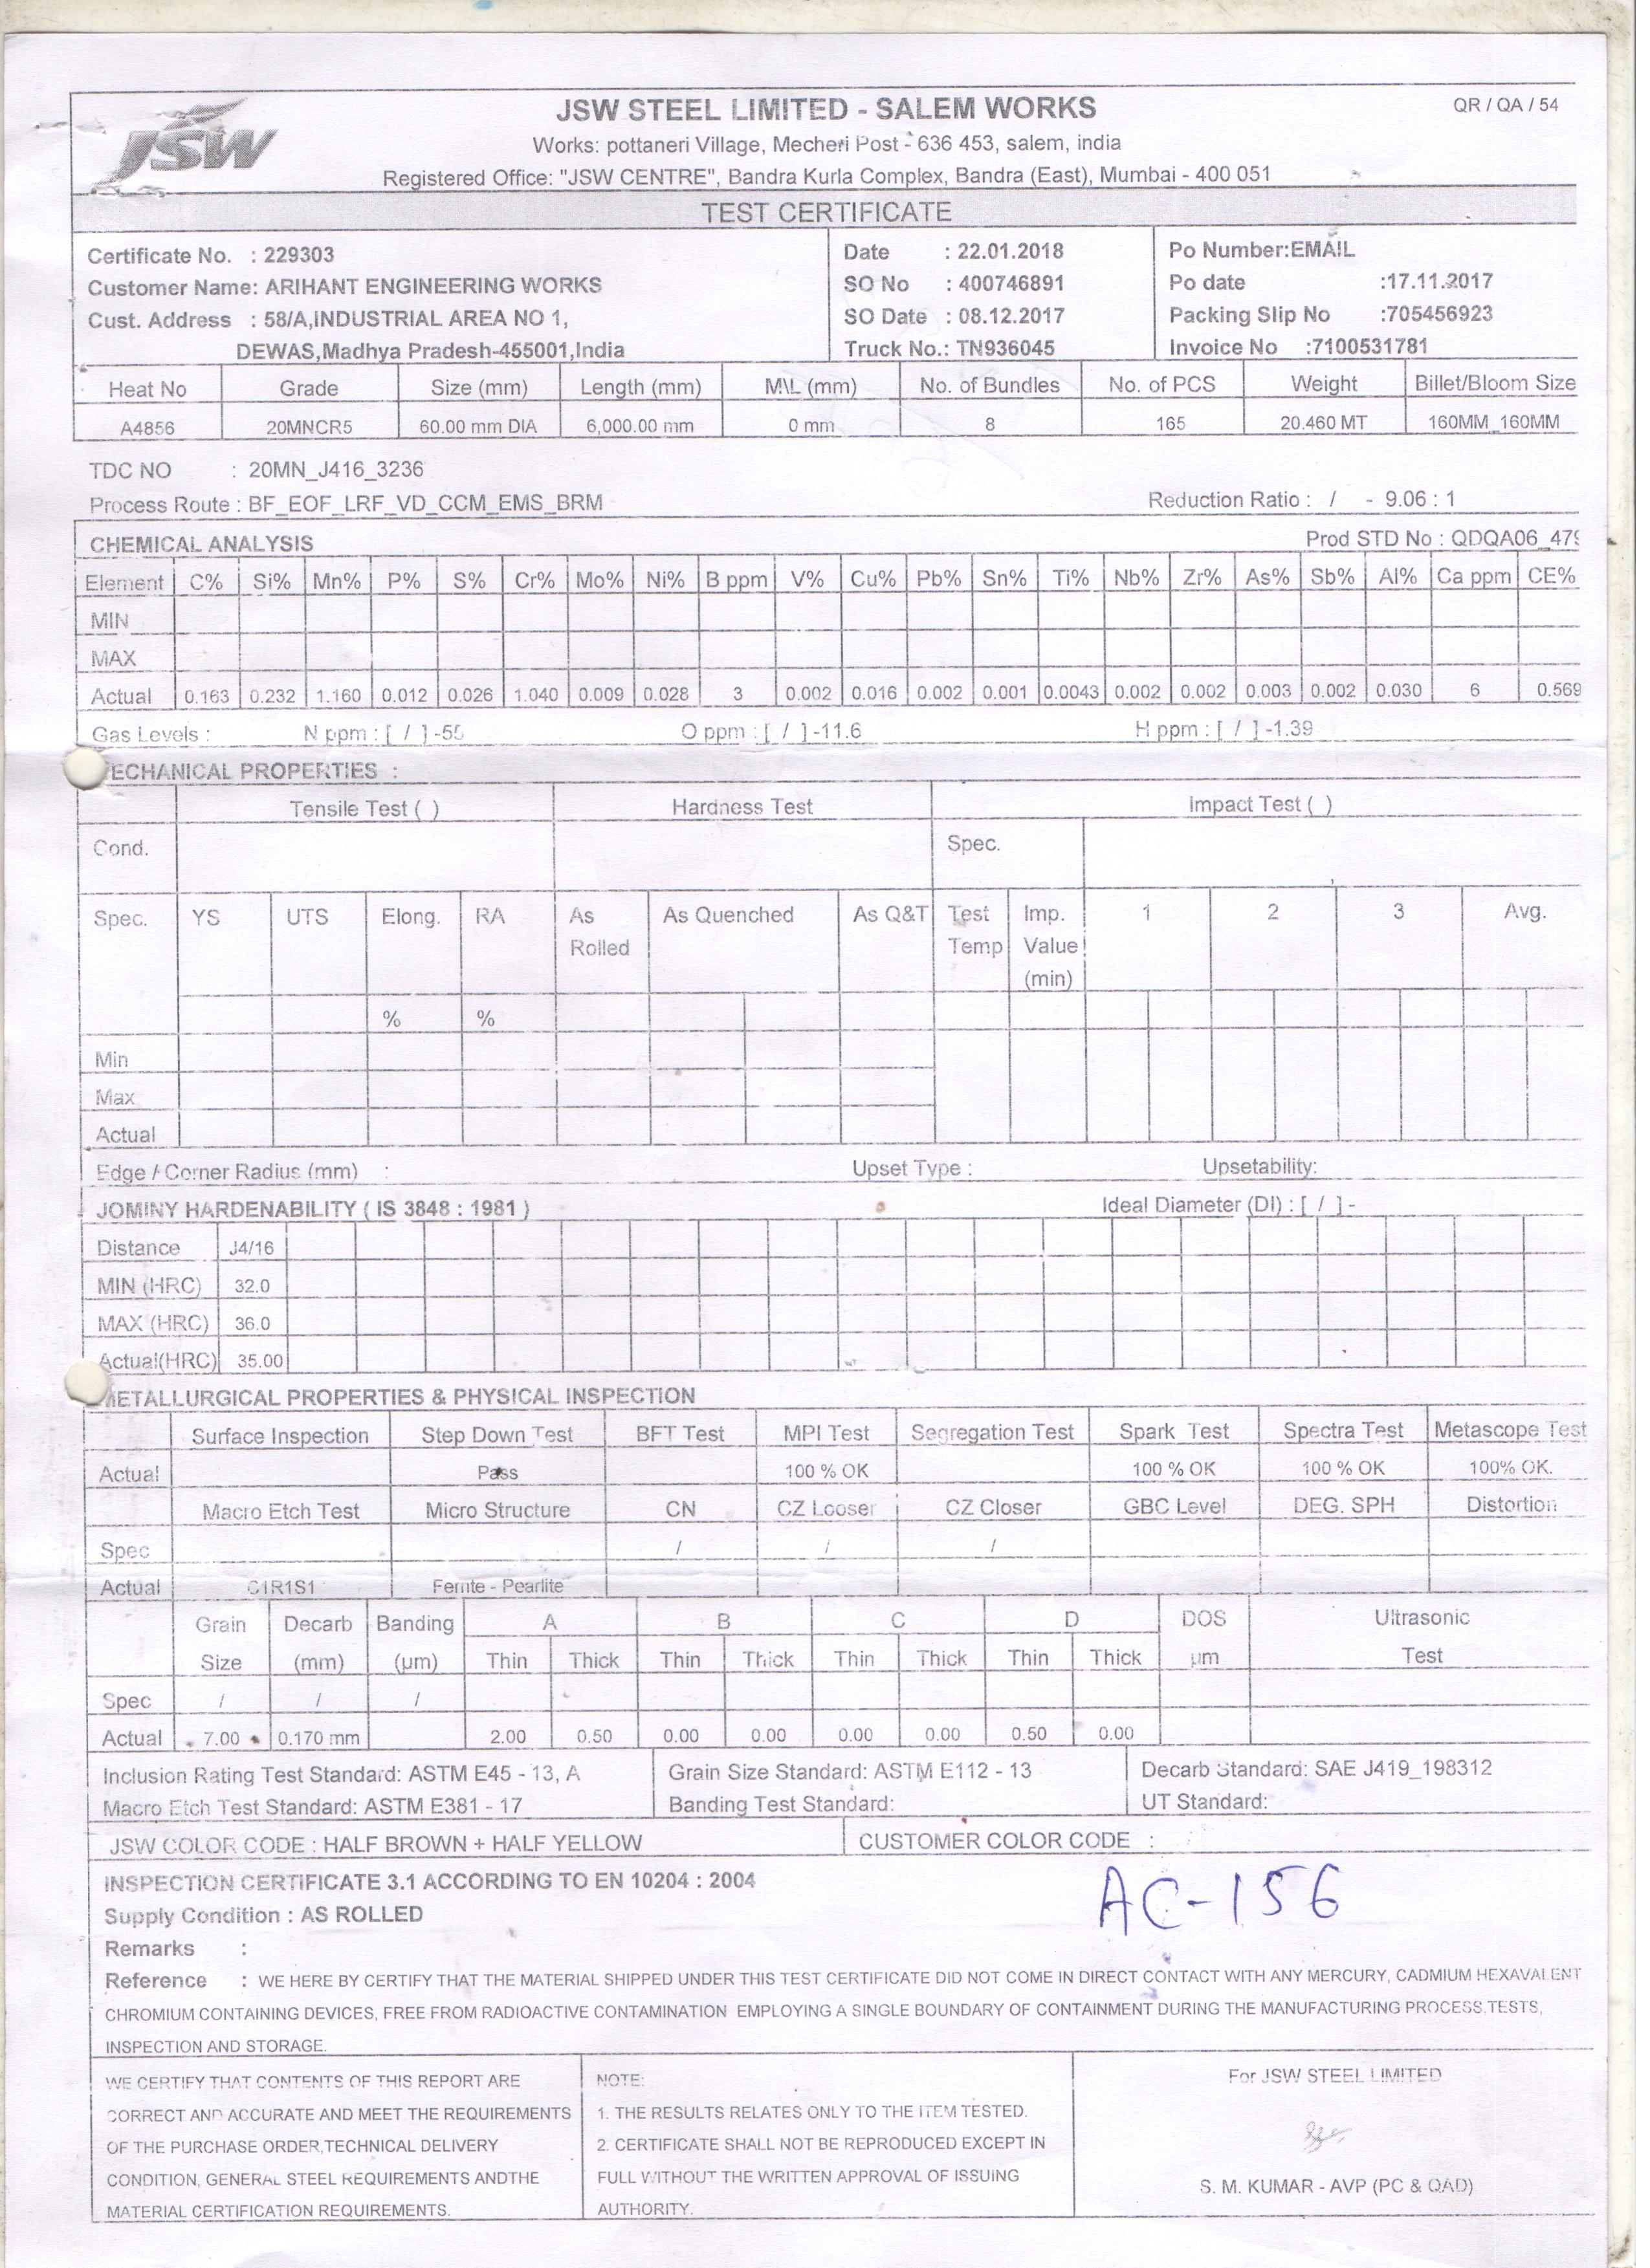 JSW
JSW STEEL LIMITED - SALEM WORKS
QR / QA / 54
Works: pottaneri Village, Mecheri Post - 636 453, salem, india
Registered Office: "JSW CENTRE", Bandra Kurla Complex, Bandra (East), Mumbai - 400 051
TEST CERTIFICATE
Certificate No. : 229303 Date : 22.01.2018 Po Number:EMAIL
Customer Name: ARIHANT ENGINEERING WORKS SO No : 400746891 Po date :17.11.2017
Cust. Address : 58/A,INDUSTRIAL AREA NO 1, SO Date : 08.12.2017 Packing Slip No :705456923
DEWAS,Madhya Pradesh-455001,India Truck No.: TN936045 Invoice No :7100531781
Heat No Grade Size (mm) Length (mm) M\L (mm) No. of Bundles No. of PCS Weight Billet/Bloom Size
A4856 20MNCR5 60.00 mm DIA 6,000.00 mm 0 mm 8 165 20.460 MT 160MM_160MM
TDC NO : 20MN_J416_3236
Process Route : BF_EOF_LRF_VD_CCM_EMS_BRM Reduction Ratio : / - 9.06 : 1
CHEMICAL ANALYSIS Prod STD No : QDQA06_479
Element C% Si% Mn% P% S% Cr% Mo% Ni% B ppm V% Cu% Pb% Sn% Ti% Nb% Zr% As% Sb% Al% Ca ppm CE%
MIN
MAX
Actual 0.163 0.232 1.160 0.012 0.026 1.040 0.009 0.028 3 0.002 0.016 0.002 0.001 0.0043 0.002 0.002 0.003 0.002 0.030 6 0.569
Gas Levels : N ppm : [ / ] -55 O ppm : [ / ] -11.6 H ppm : [ / ] -1.39
ECHANICAL PROPERTIES :
Tensile Test ( ) Hardness Test Impact Test ( )
Cond. Spec.
Spec. YS UTS Elong. RA As As Quenched As Q&T Test Imp. 1 2 3 Avg.
Rolled Temp Value
(min)
% %
Min
Max
Actual
Edge / Corner Radius (mm) : Upset Type : Upsetability:
JOMINY HARDENABILITY ( IS 3848 : 1981 ) Ideal Diameter (DI) : [ / ] -
Distance J4/16
MIN (HRC) 32.0
MAX (HRC) 36.0
Actual(HRC) 35.00
METALLURGICAL PROPERTIES & PHYSICAL INSPECTION
Surface Inspection Step Down Test BFT Test MPI Test Segregation Test Spark Test Spectra Test Metascope Test
Actual Pass 100 % OK 100 % OK 100 % OK 100% OK.
Macro Etch Test Micro Structure CN CZ Looser CZ Closer GBC Level DEG. SPH Distortion
Spec / / /
Actual C1R1S1 Ferrite - Pearlite
Grain Decarb Banding A B C D DOS Ultrasonic
Size (mm) (µm) Thin Thick Thin Thick Thin Thick Thin Thick µm Test
Spec / / /
Actual 7.00 0.170 mm 2.00 0.50 0.00 0.00 0.00 0.00 0.50 0.00
Inclusion Rating Test Standard: ASTM E45 - 13, A Grain Size Standard: ASTM E112 - 13 Decarb Standard: SAE J419_198312
Macro Etch Test Standard: ASTM E381 - 17 Banding Test Standard: UT Standard:
JSW COLOR CODE : HALF BROWN + HALF YELLOW CUSTOMER COLOR CODE :
INSPECTION CERTIFICATE 3.1 ACCORDING TO EN 10204 : 2004
AC-156
Supply Condition : AS ROLLED
Remarks :
Reference : WE HERE BY CERTIFY THAT THE MATERIAL SHIPPED UNDER THIS TEST CERTIFICATE DID NOT COME IN DIRECT CONTACT WITH ANY MERCURY, CADMIUM HEXAVALENT
CHROMIUM CONTAINING DEVICES, FREE FROM RADIOACTIVE CONTAMINATION EMPLOYING A SINGLE BOUNDARY OF CONTAINMENT DURING THE MANUFACTURING PROCESS,TESTS,
INSPECTION AND STORAGE.
WE CERTIFY THAT CONTENTS OF THIS REPORT ARE
CORRECT AND ACCURATE AND MEET THE REQUIREMENTS
OF THE PURCHASE ORDER,TECHNICAL DELIVERY
CONDITION, GENERAL STEEL REQUIREMENTS ANDTHE
MATERIAL CERTIFICATION REQUIREMENTS.
NOTE:
1. THE RESULTS RELATES ONLY TO THE ITEM TESTED.
2. CERTIFICATE SHALL NOT BE REPRODUCED EXCEPT IN
FULL WITHOUT THE WRITTEN APPROVAL OF ISSUING
AUTHORITY.
For JSW STEEL LIMITED
S. M. KUMAR - AVP (PC & QAD)